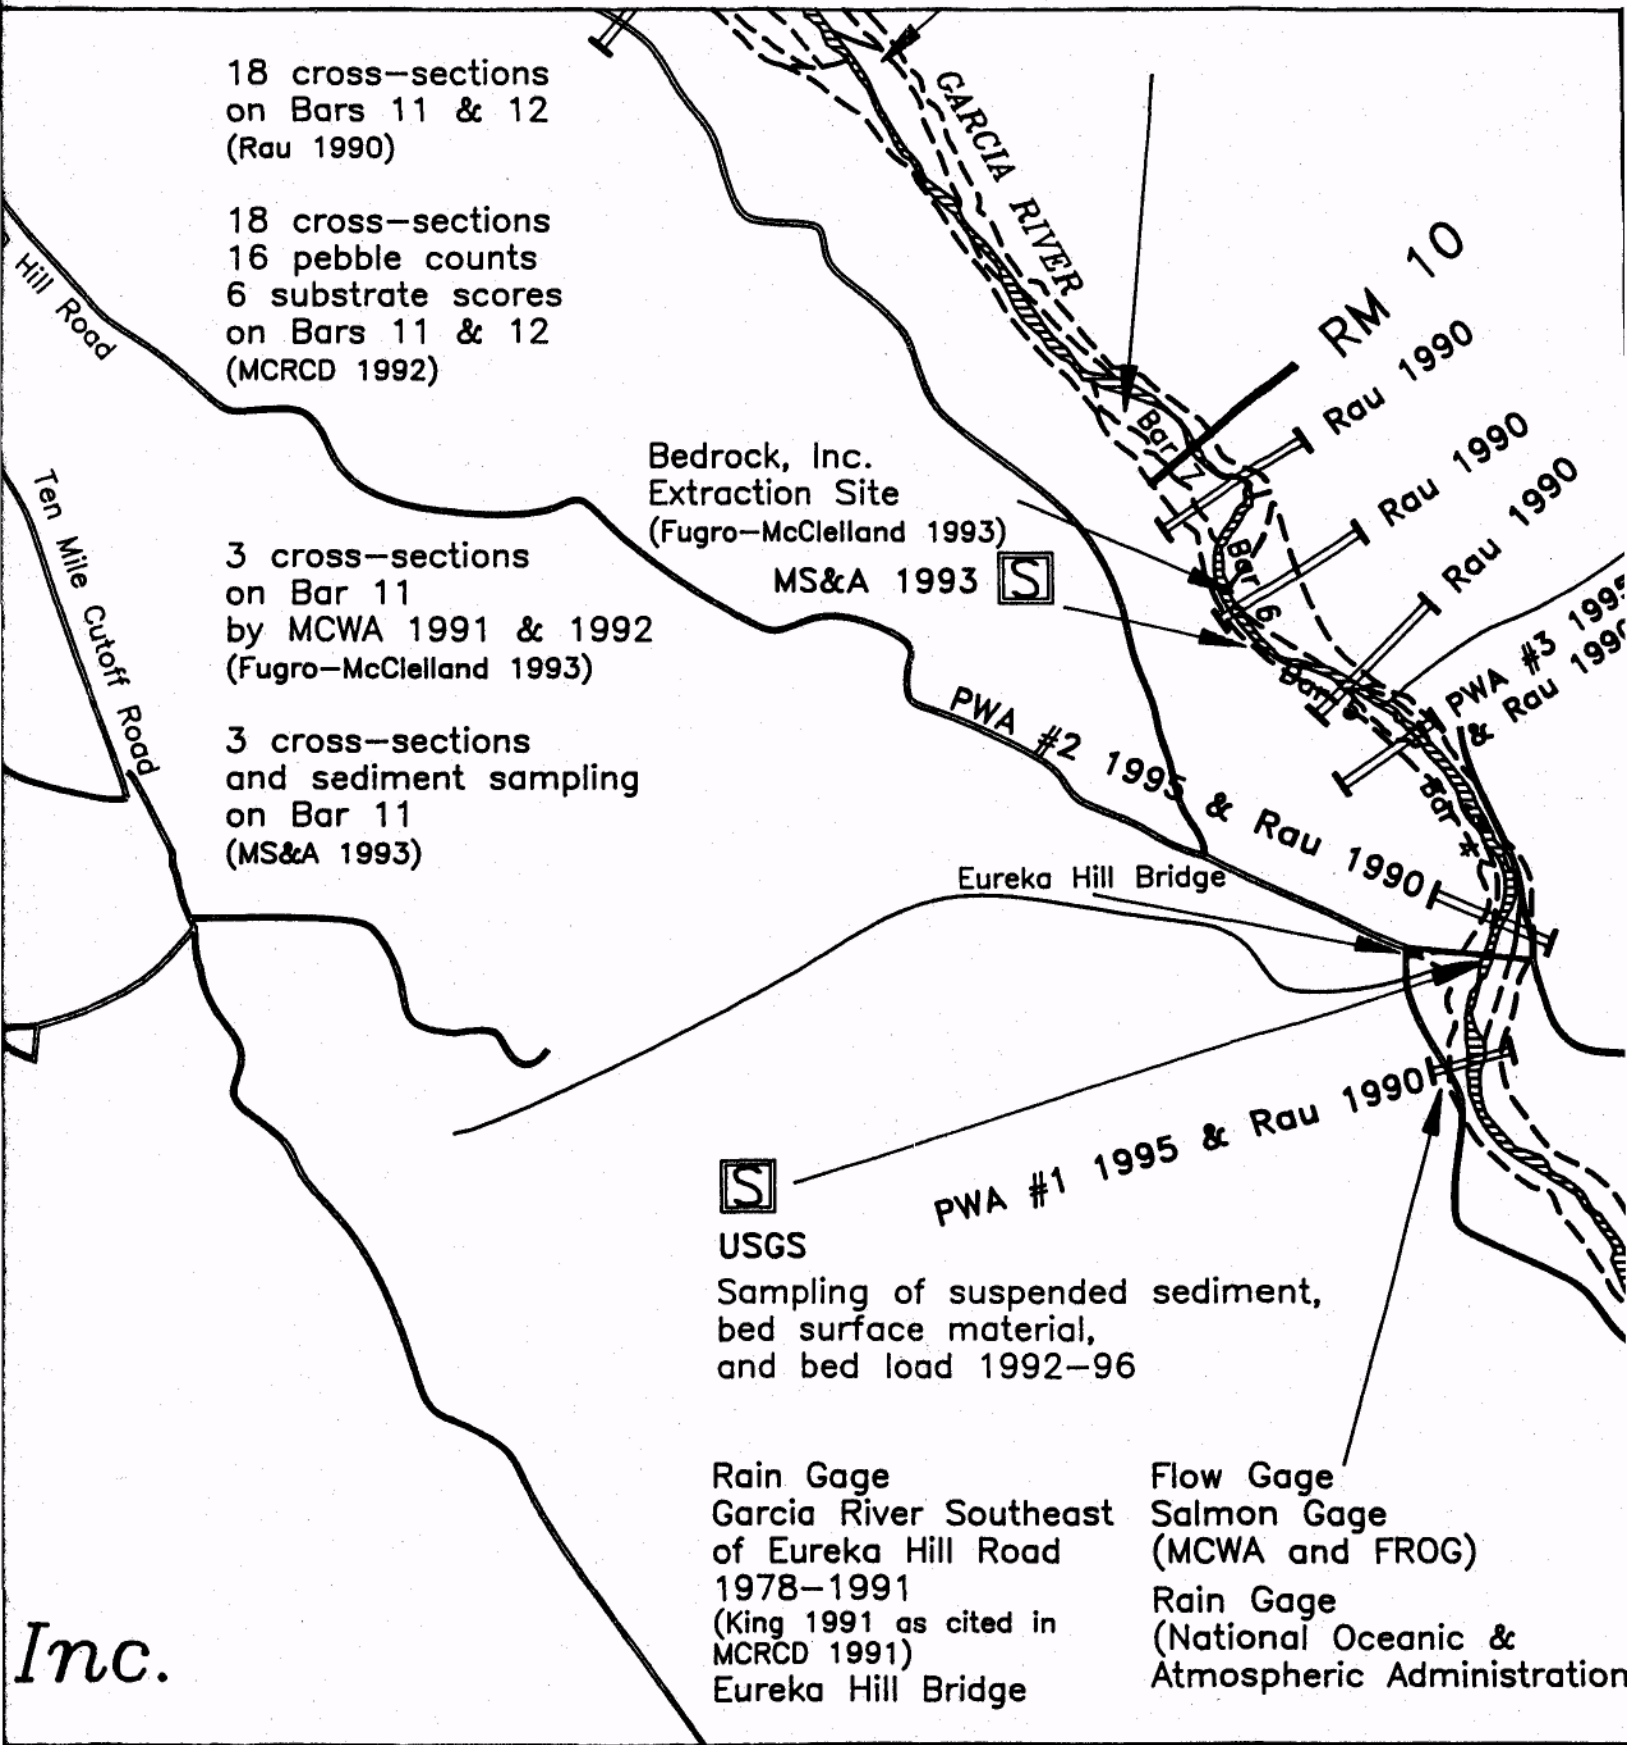 18 cross-sections
on Bars 11 & 12
(Rau 1990)
18 cross-sections
16 pebble counts
6 substrate scores
on Bars 11 & 12
(MCRCD 1992)
GARCIA RIVER
RM 10
Hill Road
Rau 1990
Bar 7
Rau 1990
Rau 1990
Bedrock, Inc.
Extraction Site
(Fugro-McClelland 1993)
MS&A 1993 S
Bar 6
Ten Mile Cutoff Road
3 cross-sections
on Bar 11
by MCWA 1991 & 1992
(Fugro-McClelland 1993)
Bar
PWA #3 1995
& Rau 1990
PWA #2 1995 & Rau 1990
3 cross-sections
and sediment sampling
on Bar 11
(MS&A 1993)
Bar
Eureka Hill Bridge
PWA #1 1995 & Rau 1990
S
USGS
Sampling of suspended sediment,
bed surface material,
and bed load 1992-96
Rain Gage
Garcia River Southeast
of Eureka Hill Road
1978-1991
(King 1991 as cited in
MCRCD 1991)
Eureka Hill Bridge
Flow Gage
Salmon Gage
(MCWA and FROG)
Rain Gage
(National Oceanic &
Atmospheric Administration
Inc.